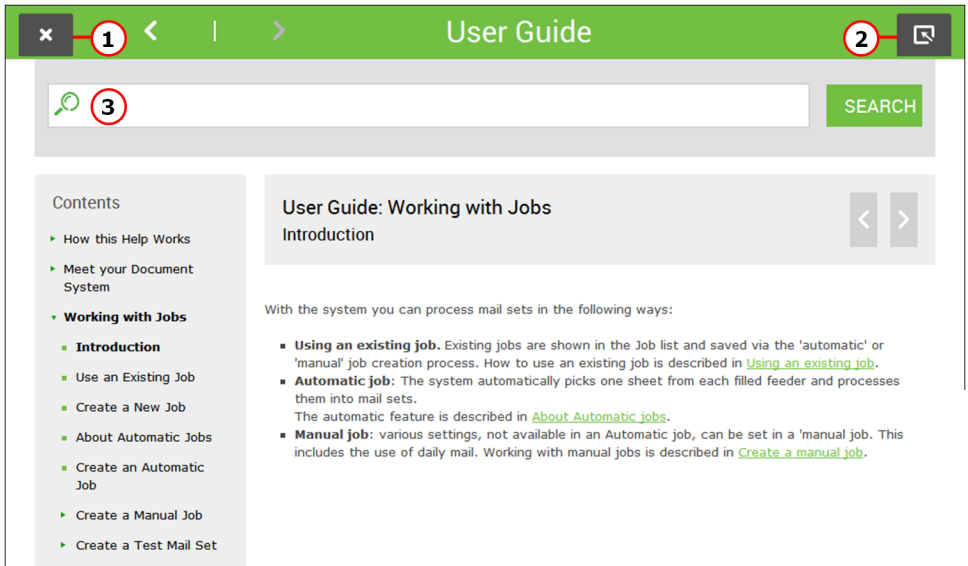 User Guide
1
2
3
SEARCH
Contents
How this Help Works
Meet your Document
System
Working with Jobs
Introduction
Use an Existing Job
Create a New Job
About Automatic Jobs
Create an Automatic
Job
Create a Manual Job
Create a Test Mail Set
User Guide: Working with Jobs
Introduction
With the system you can process mail sets in the following ways:
Using an existing job. Existing jobs are shown in the Job list and saved via the 'automatic' or
'manual' job creation process. How to use an existing job is described in Using an existing job.
Automatic job: The system automatically picks one sheet from each filled feeder and processes
them into mail sets.
The automatic feature is described in About Automatic jobs.
Manual job: various settings, not available in an Automatic job, can be set in a 'manual job. This
includes the use of daily mail. Working with manual jobs is described in Create a manual job.